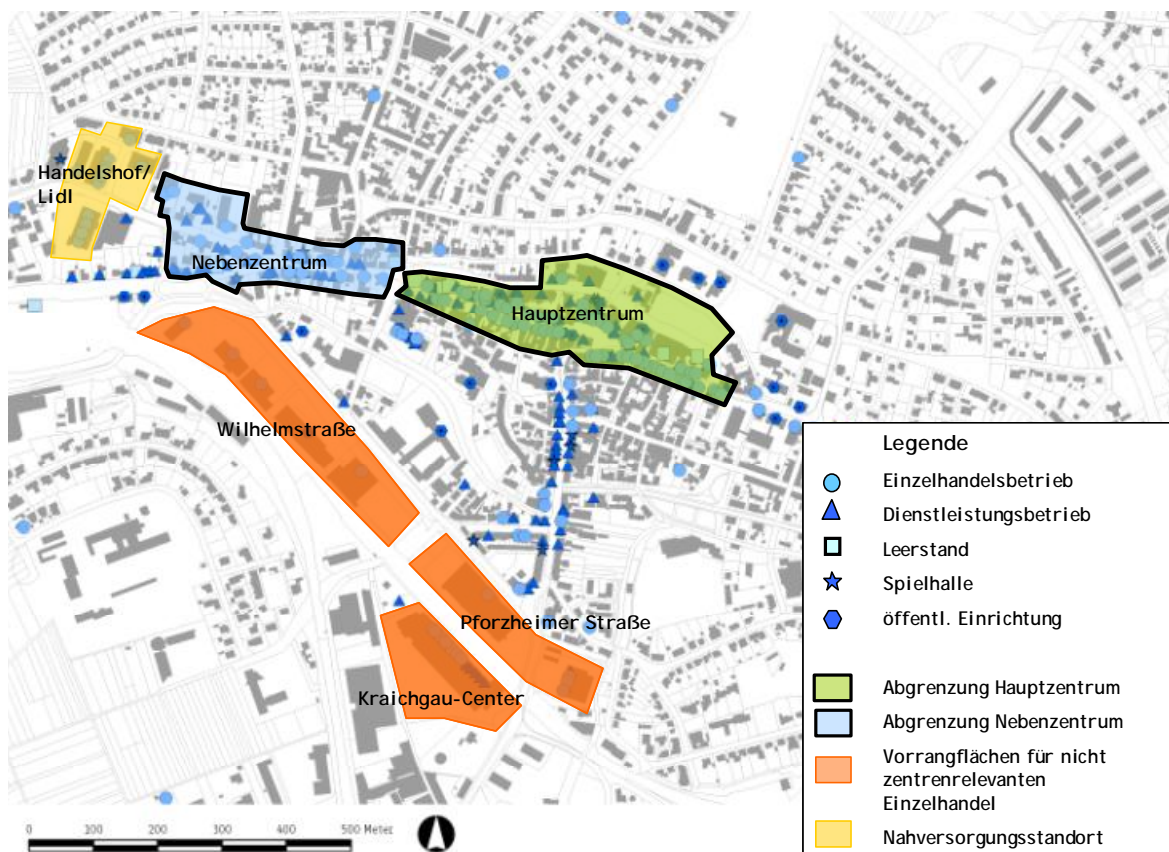 Handelshof/
Lidl
Nebenzentrum
Hauptzentrum
Wilhelmstraße
Pforzheimer Straße
Kraichgau-Center
Legende
Einzelhandelsbetrieb
Dienstleistungsbetrieb
Leerstand
Spielhalle
öffentl. Einrichtung
Abgrenzung Hauptzentrum
Abgrenzung Nebenzentrum
Vorrangflächen für nicht
zentrenrelevanten
Einzelhandel
Nahversorgungsstandort
0 100 200 300 400 500 Meter